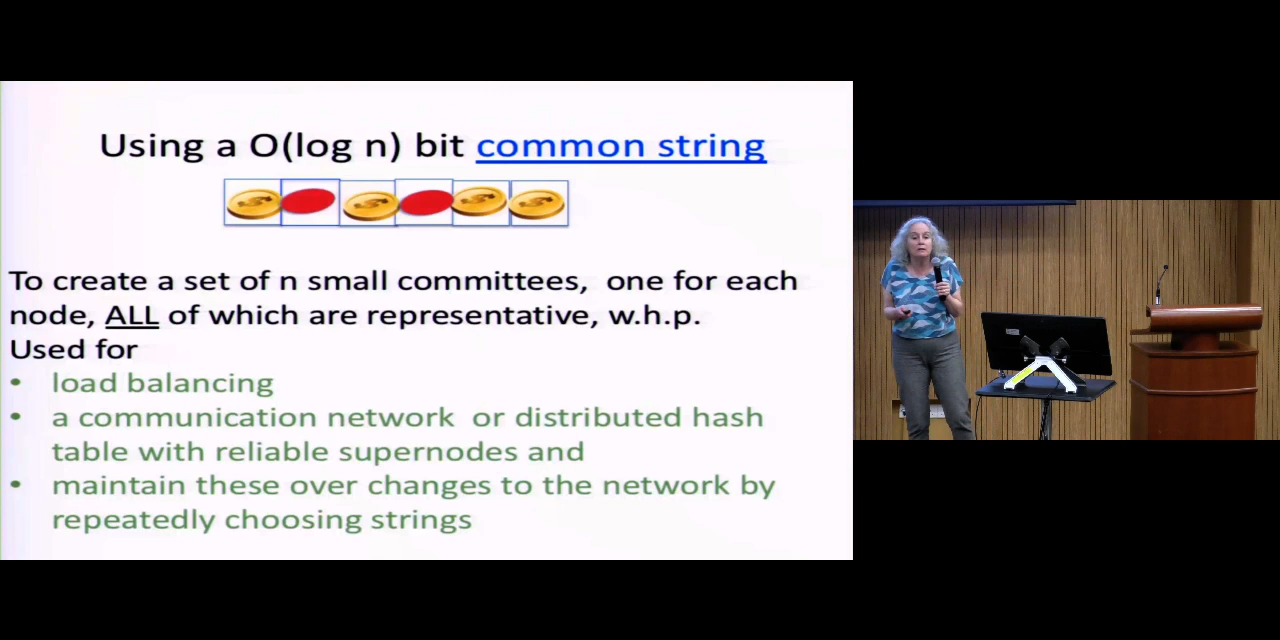 Using a O(log n) bit common string
To create a set of n small committees, one for each
node, ALL of which are representative, w.h.p.
Used for
• load balancing
• a communication network or distributed hash
table with reliable supernodes and
• maintain these over changes to the network by
repeatedly choosing strings